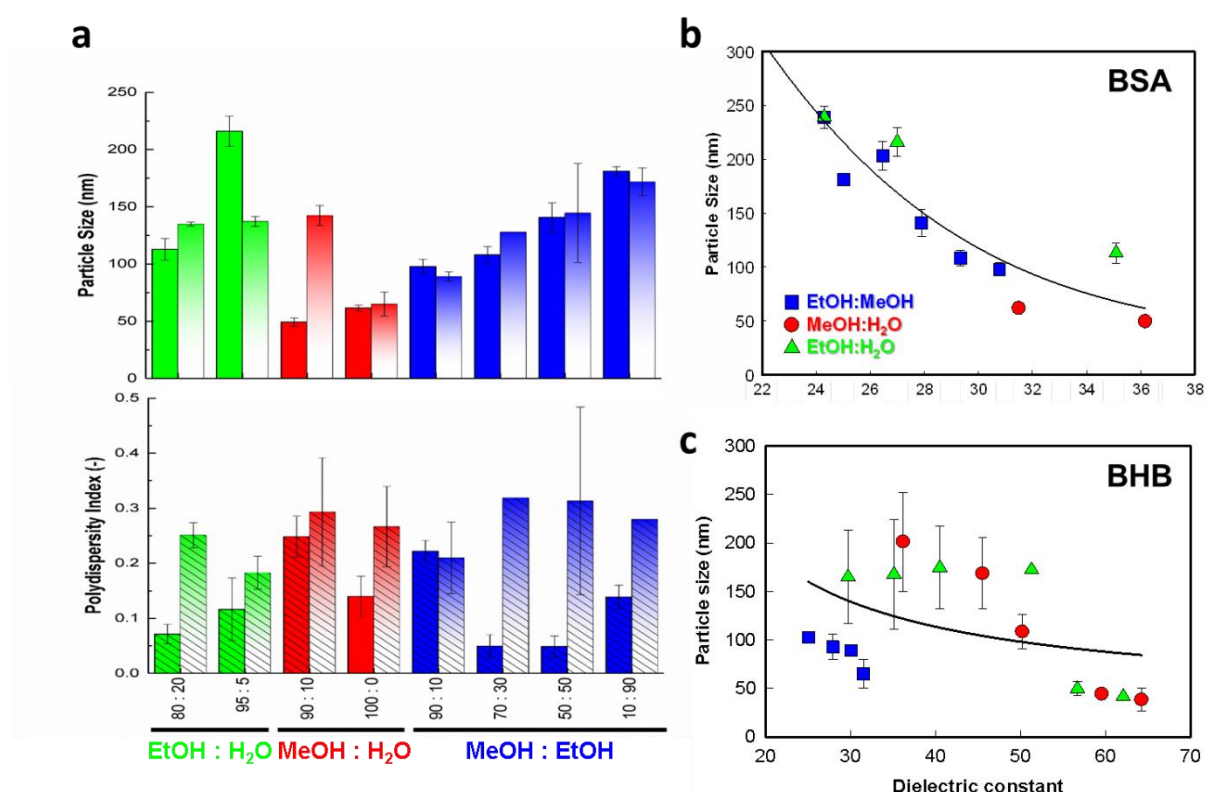 a
250
200
150
100
50
0
Particle Size (nm)
0.5
0.4
0.3
0.2
0.1
0.0
Polydispersity Index (-)
80 : 20
95 : 5
90 : 10
100 : 0
90 : 10
70 : 30
50 : 50
10 : 90
EtOH : H₂O
MeOH : H₂O
MeOH : EtOH
b
BSA
300
250
200
150
100
50
0
Particle Size (nm)
EtOH:MeOH
MeOH:H₂O
EtOH:H₂O
22 24 26 28 30 32 34 36 38
c
BHB
300
250
200
150
100
50
0
Particle size (nm)
20 30 40 50 60 70
Dielectric constant